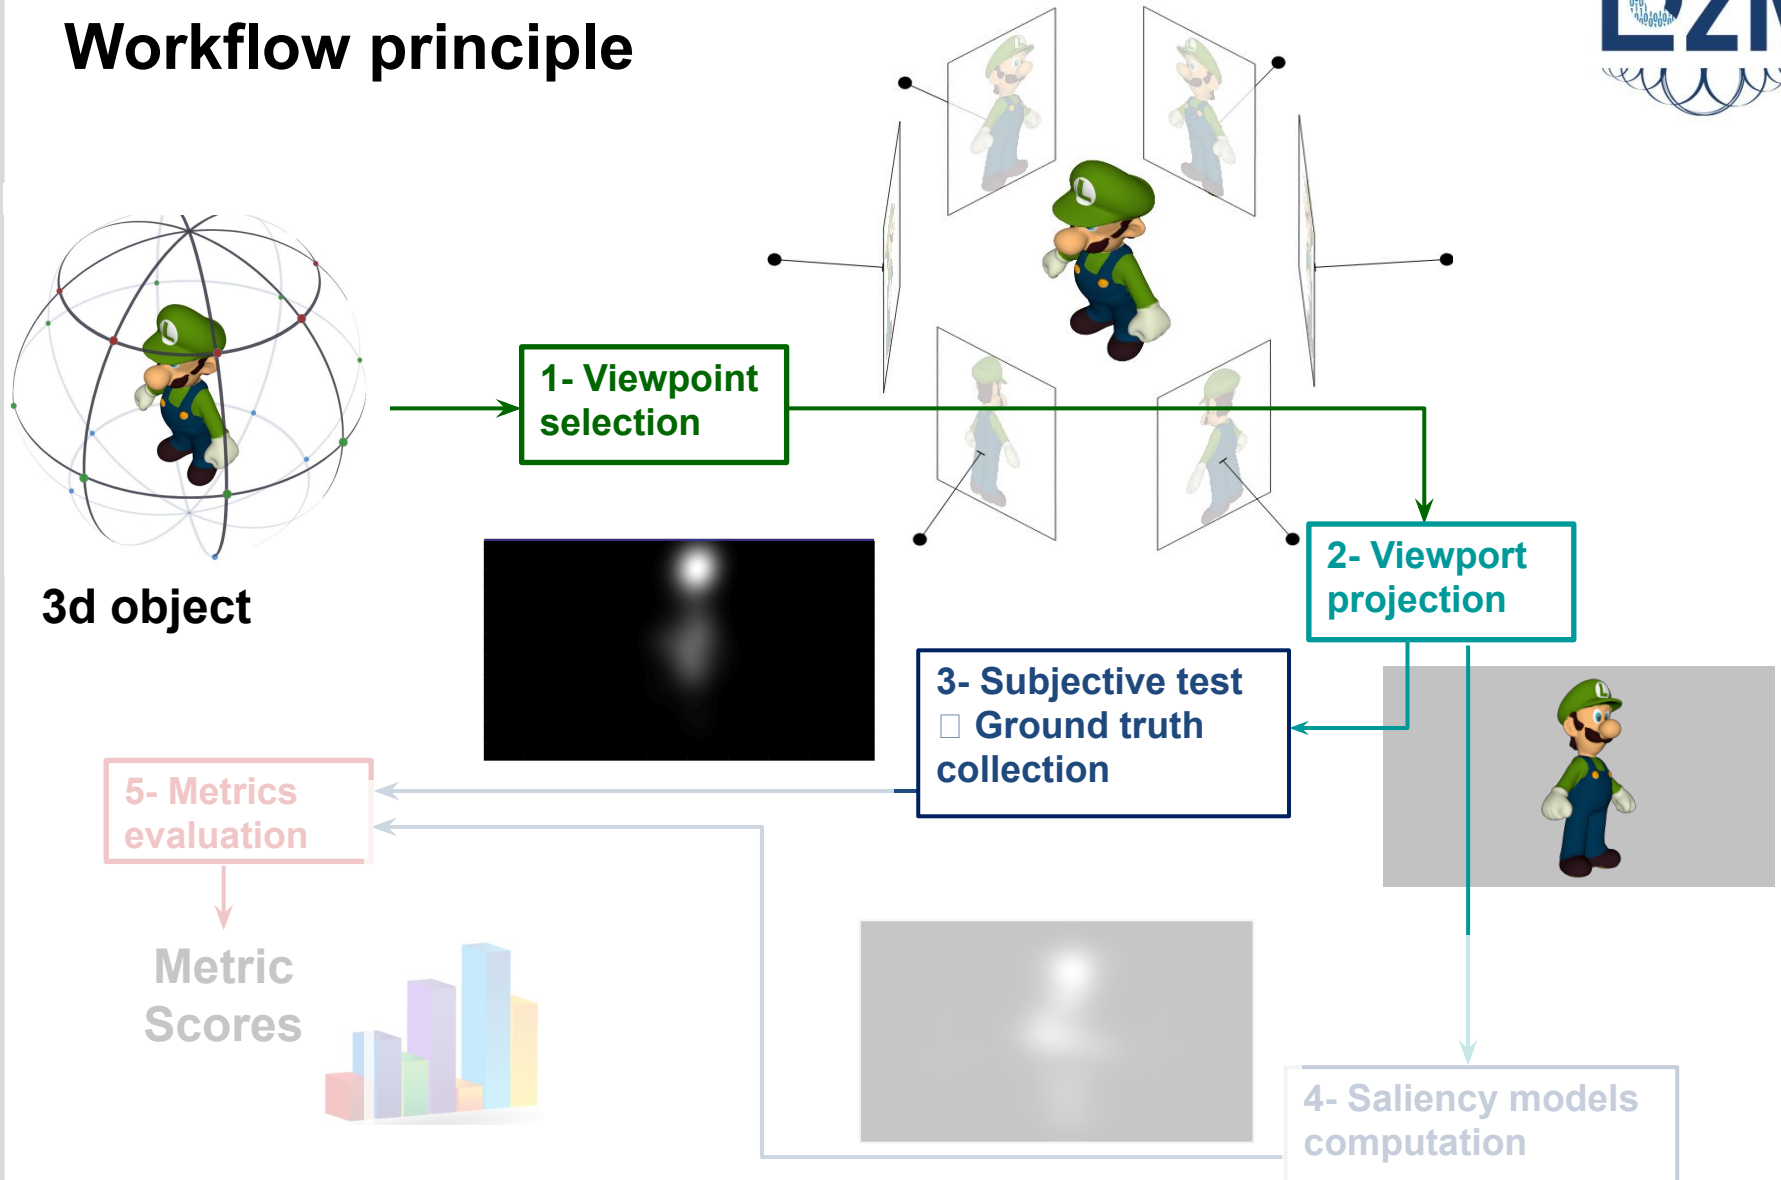 Workflow principle
1- Viewpoint
selection
2- Viewport
projection
3d object
3- Subjective test
Ground truth
collection
5- Metrics
evaluation
Metric
Scores
4- Saliency models
computation